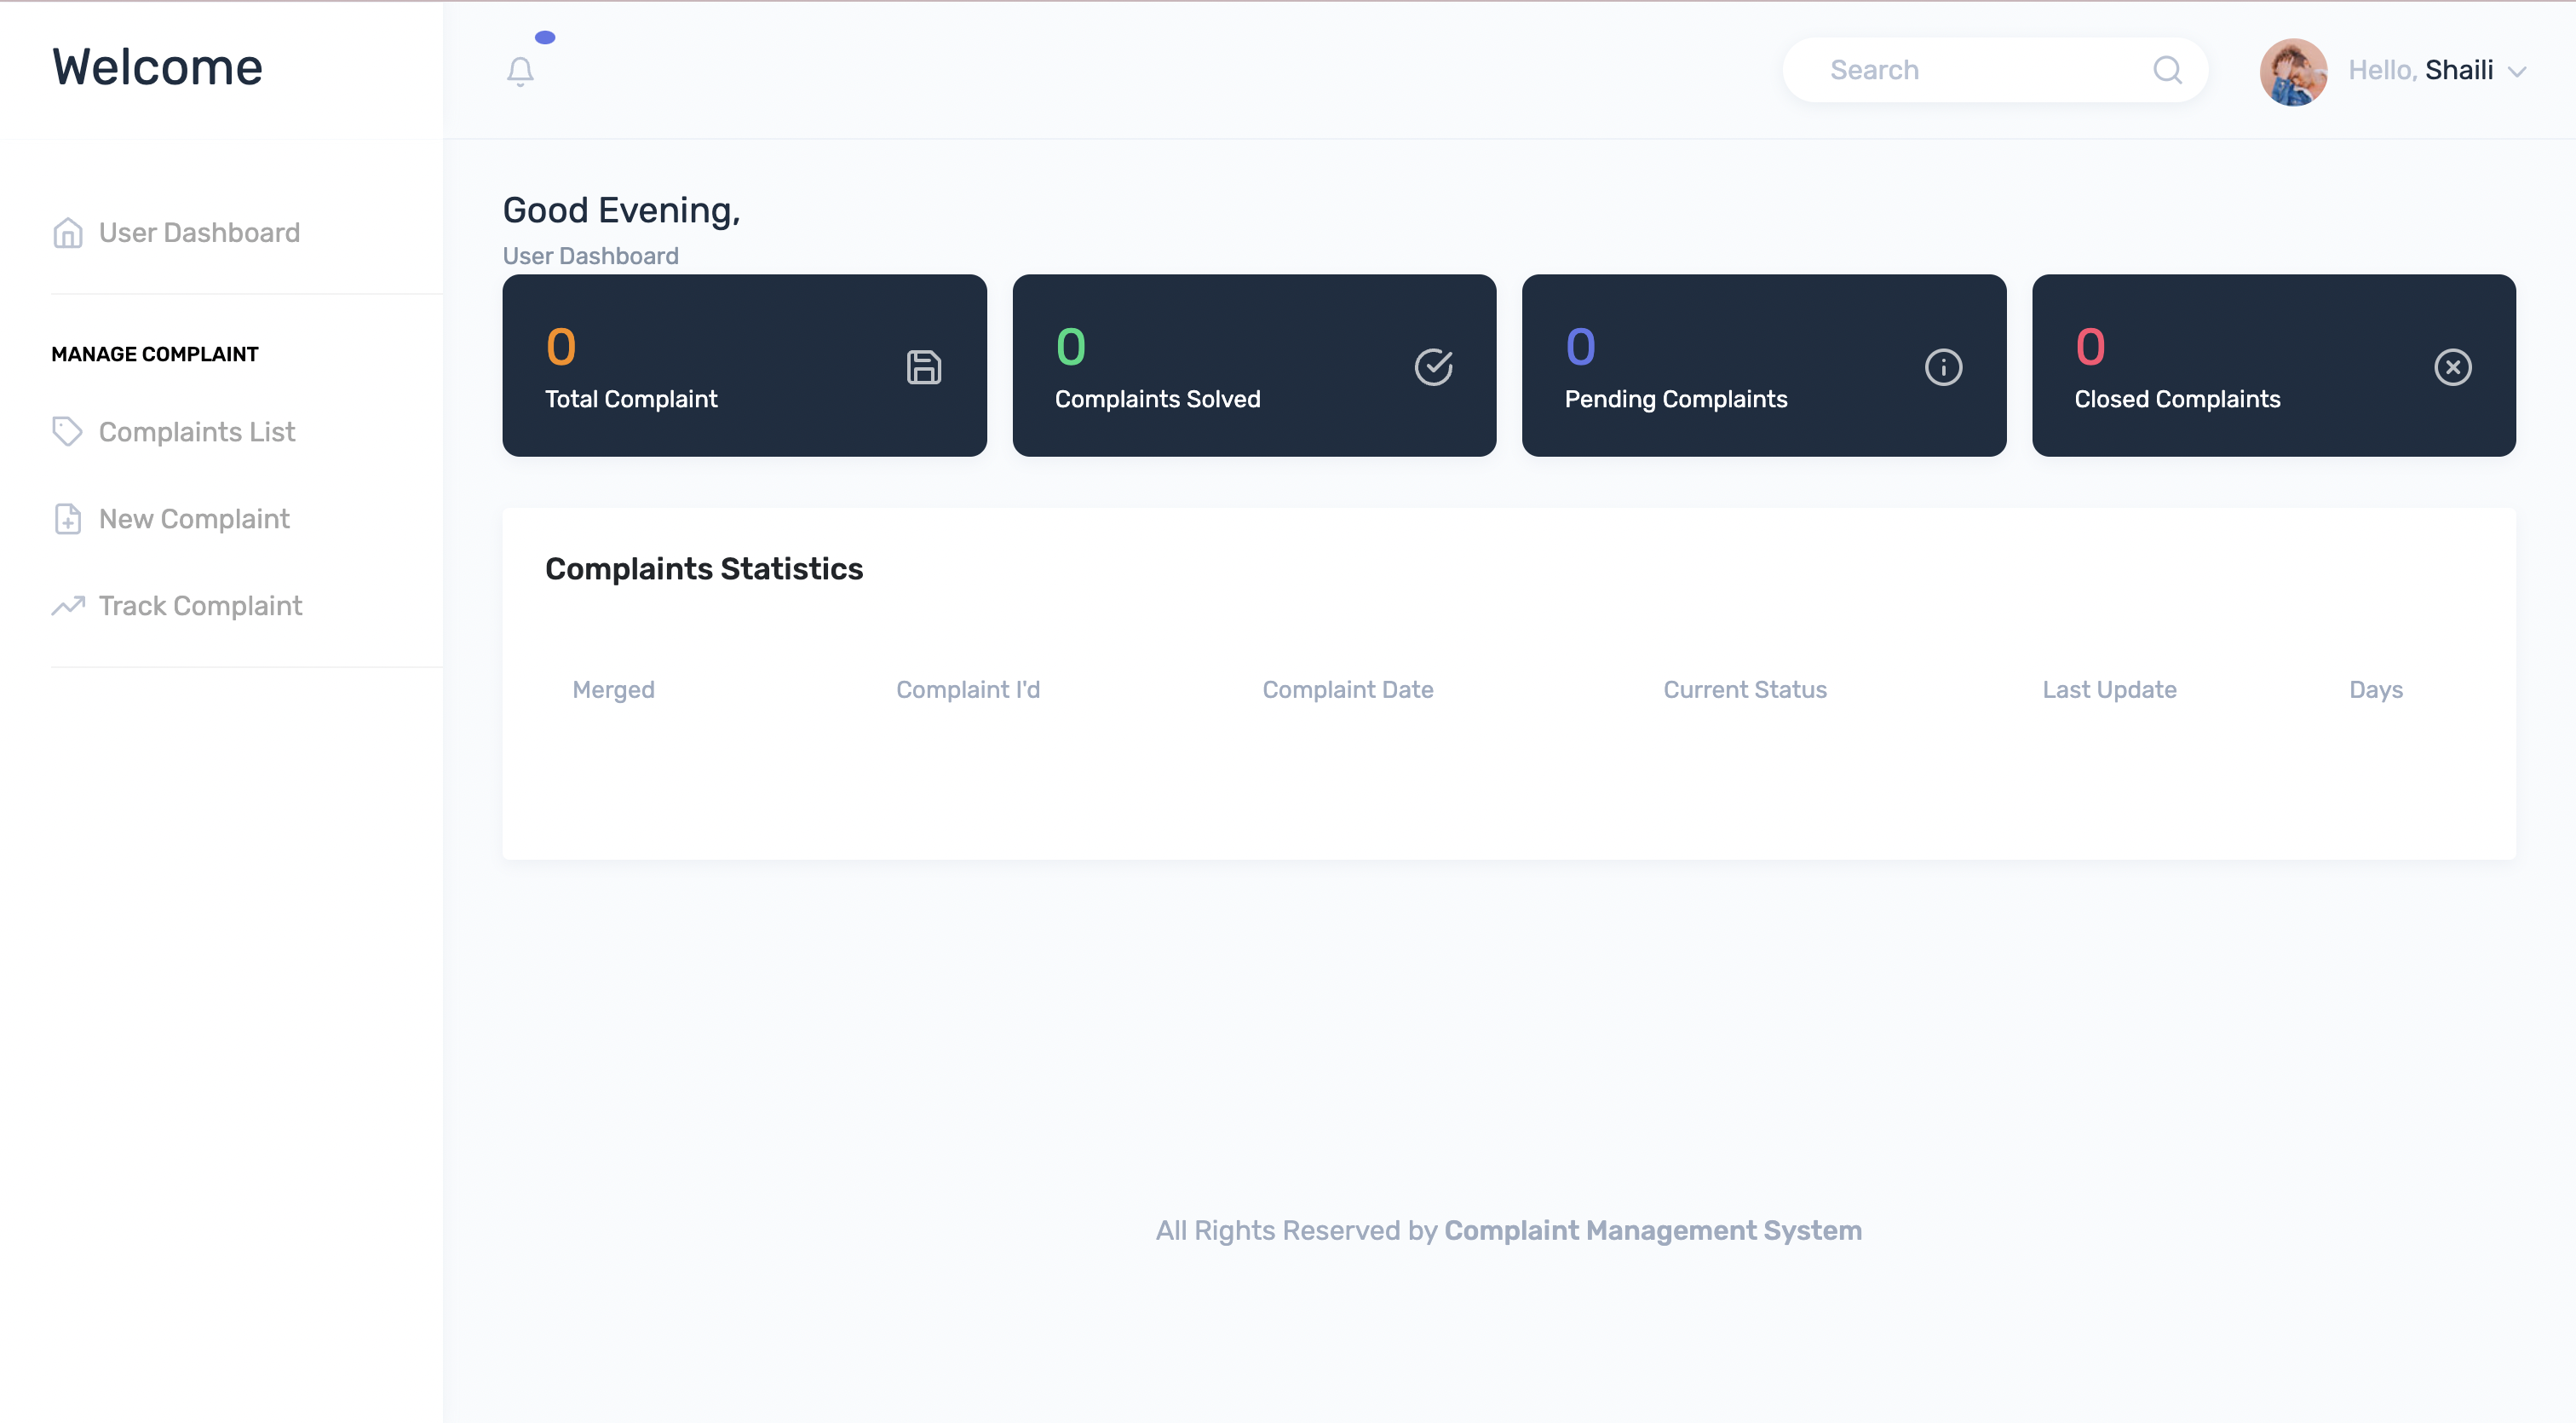 Welcome
Search
Hello, Shaili
User Dashboard
MANAGE COMPLAINT
Complaints List
New Complaint
Track Complaint
Good Evening,
User Dashboard
0
Total Complaint
0
Complaints Solved
0
Pending Complaints
0
Closed Complaints
Complaints Statistics
Merged Complaint I'd Complaint Date Current Status Last Update Days
All Rights Reserved by Complaint Management System